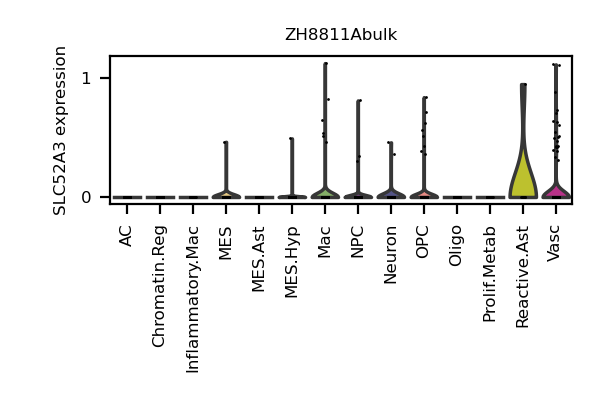 ZH8811Abulk
SLC52A3 expression
1
0
AC
Chromatin.Reg
Inflammatory.Mac
MES
MES.Ast
MES.Hyp
Mac
NPC
Neuron
OPC
Oligo
Prolif.Metab
Reactive.Ast
Vasc